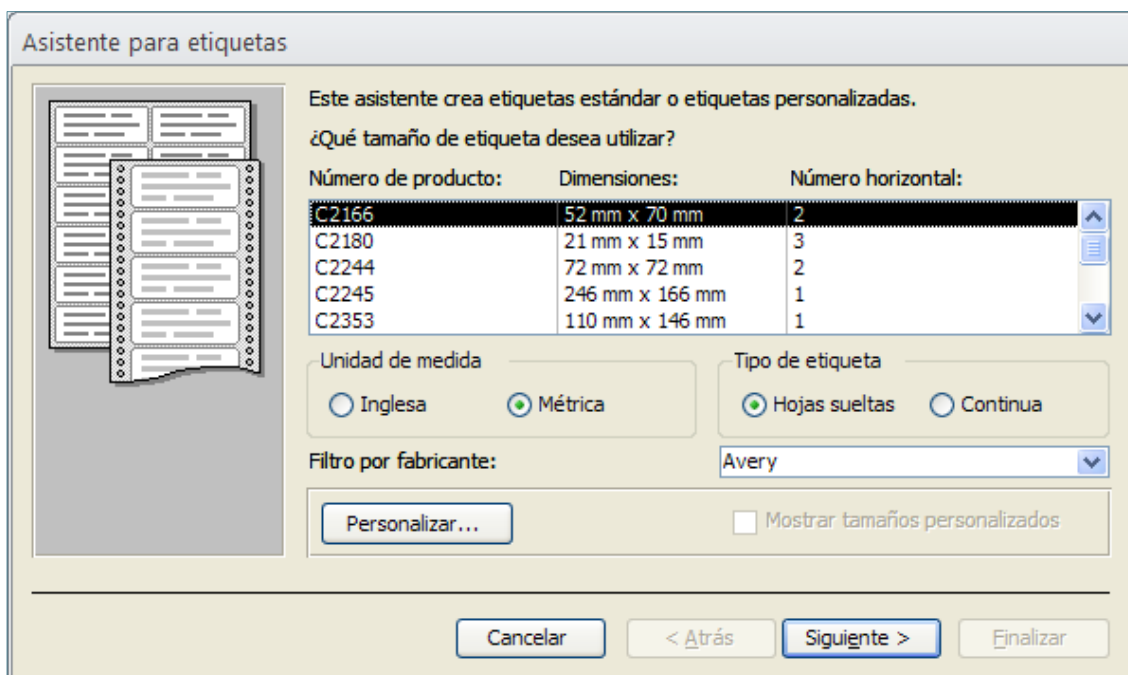 Asistente para etiquetas
Este asistente crea etiquetas estándar o etiquetas personalizadas.
¿Qué tamaño de etiqueta desea utilizar?
Número de producto: Dimensiones: Número horizontal:
C2166 52 mm x 70 mm 2
C2180 21 mm x 15 mm 3
C2244 72 mm x 72 mm 2
C2245 246 mm x 166 mm 1
C2353 110 mm x 146 mm 1
Unidad de medida Tipo de etiqueta
Inglesa Métrica Hojas sueltas Continua
Filtro por fabricante: Avery
Personalizar... Mostrar tamaños personalizados
Cancelar < Atrás Siguiente > Finalizar